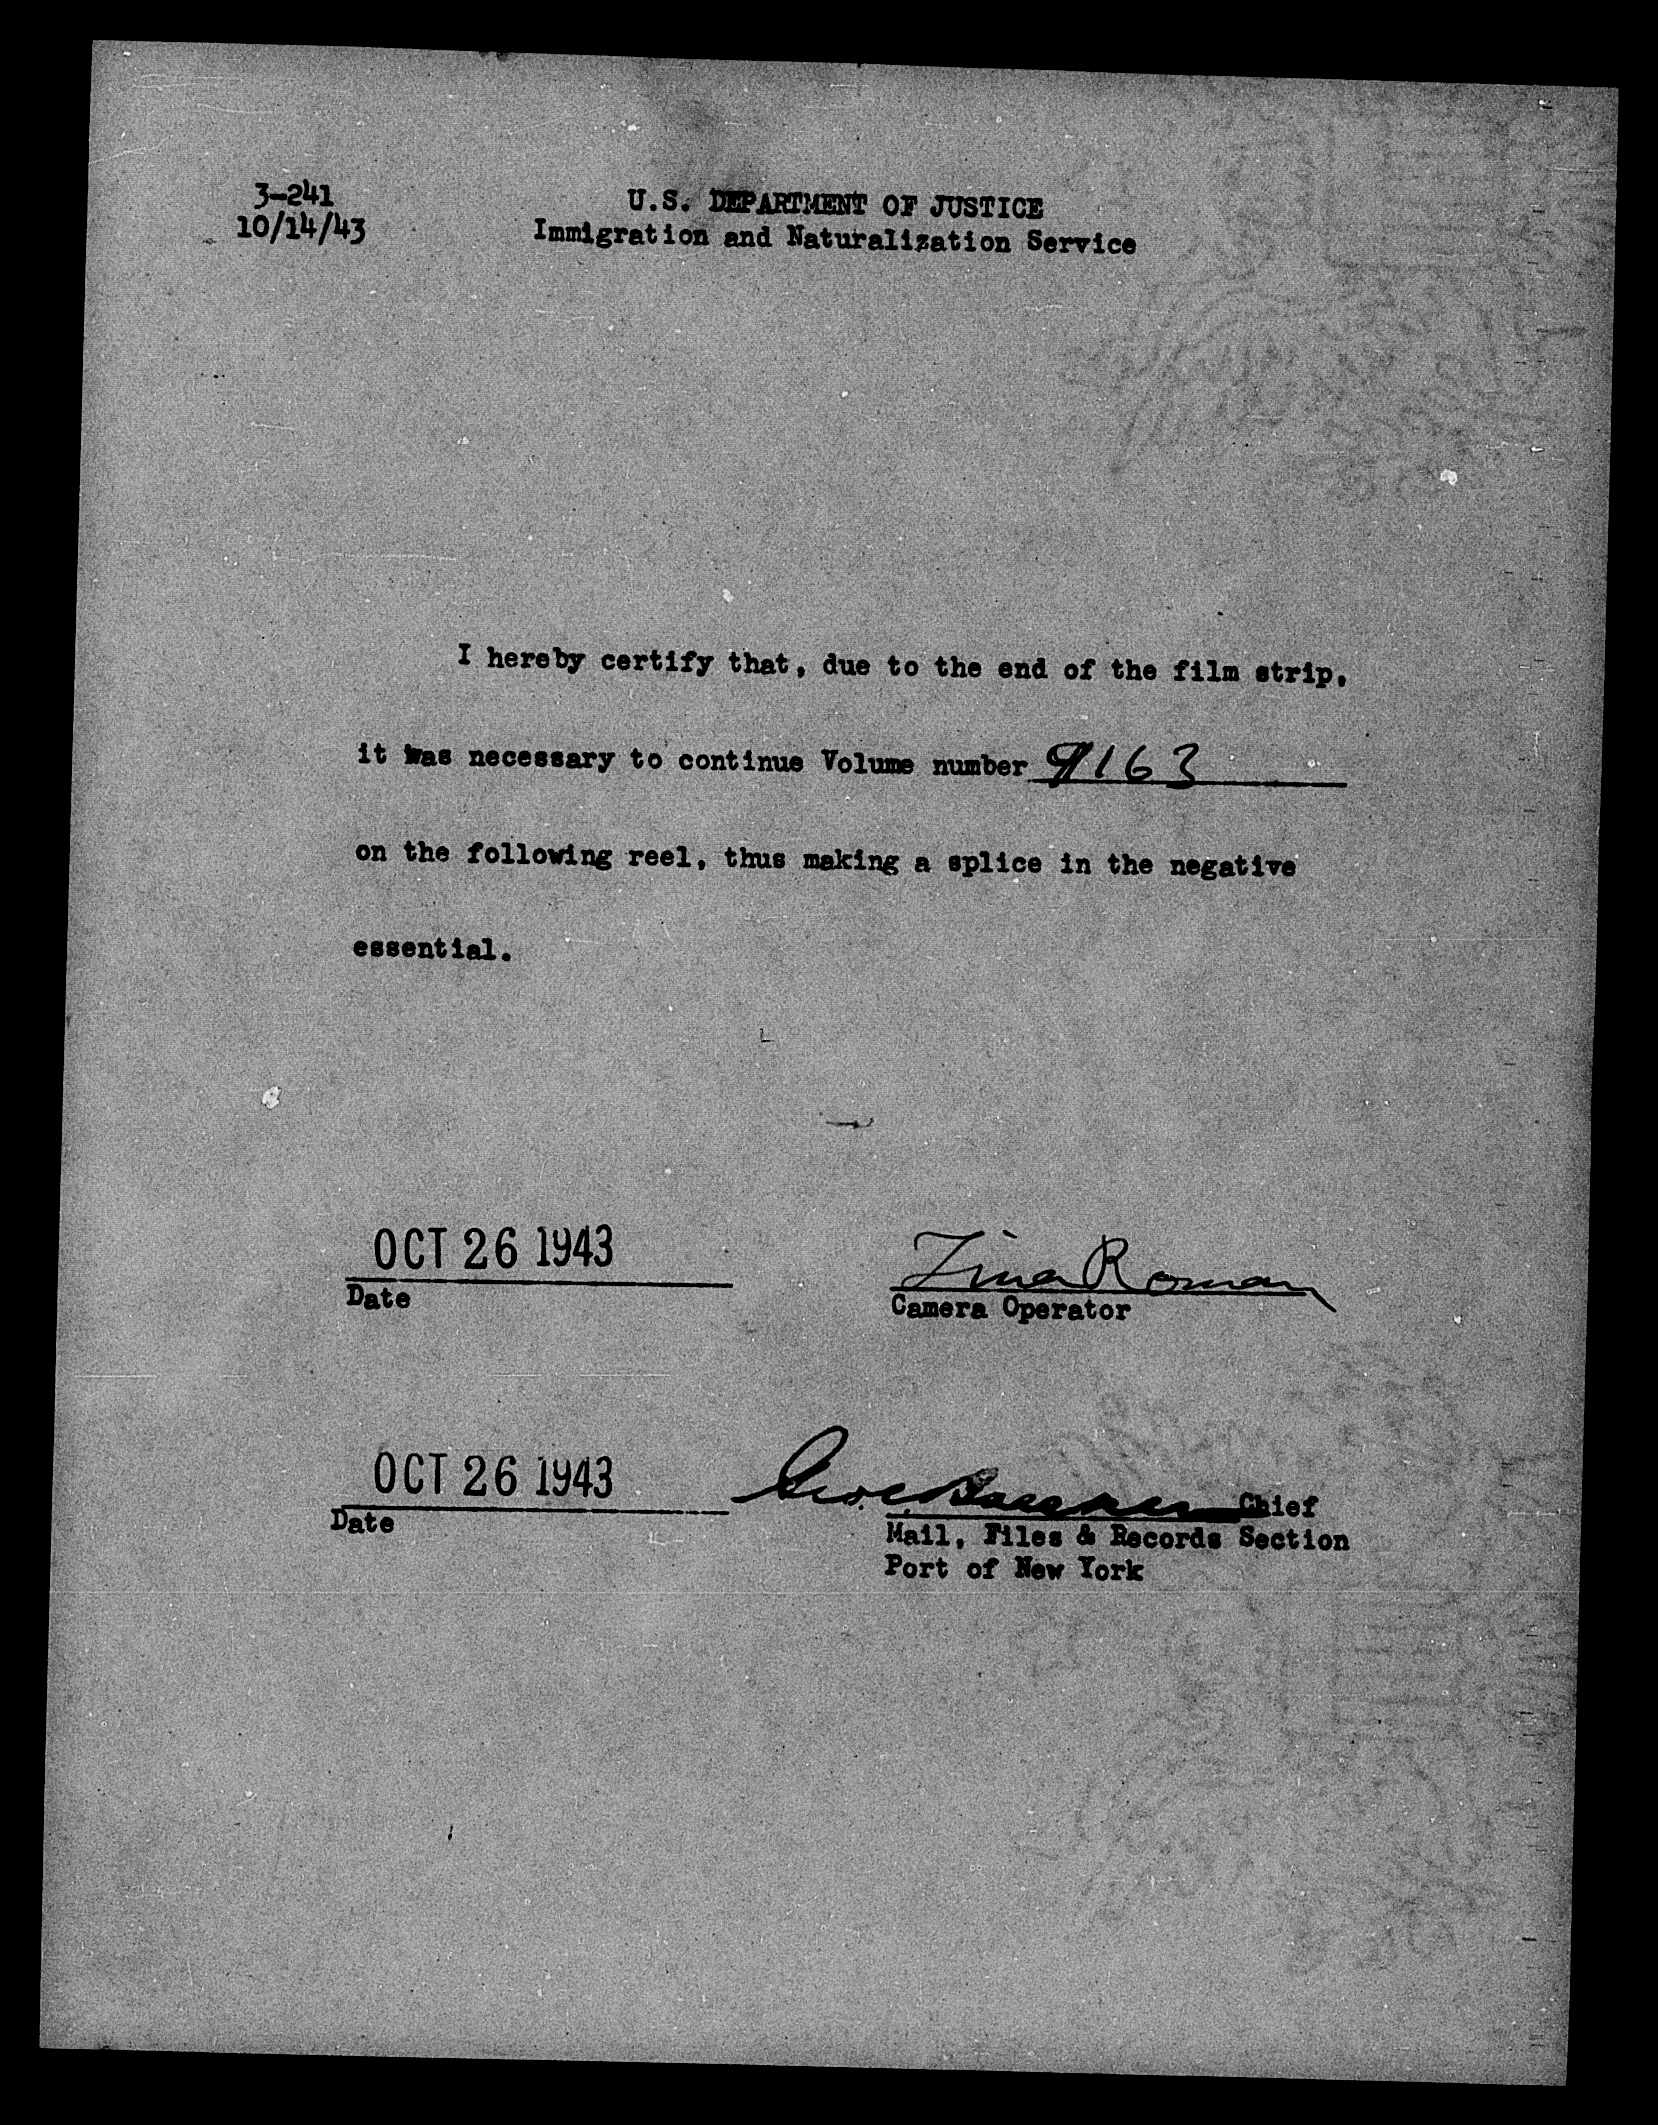 3-241
10/14/43
U.S. DEPARTMENT OF JUSTICE
Immigration and Naturalization Service
I hereby certify that, due to the end of the film strip,
it was necessary to continue Volume number 9163
on the following reel, thus making a splice in the negative
essential.
OCT 26 1943
Date
Tina Roman
Camera Operator
OCT 26 1943
Date
Chief
Mail, Files & Records Section
Port of New York